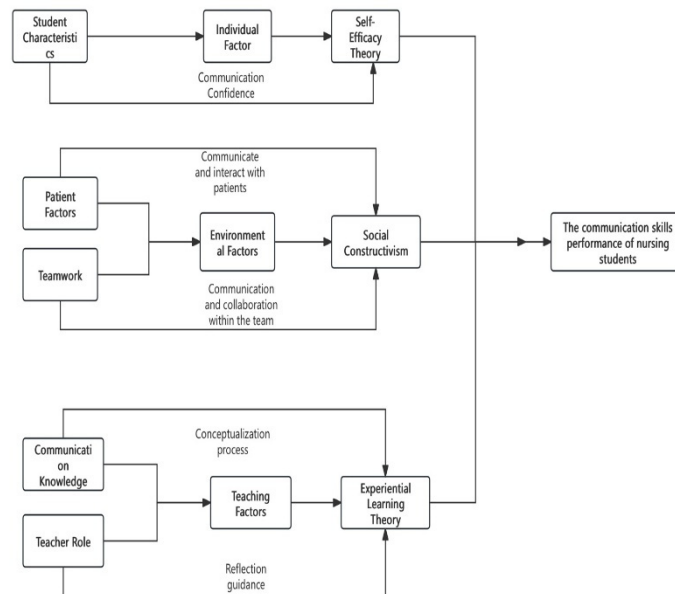 Student
Characteristi
cs
Individual
Factor
Self-
Efficacy
Theory
Communication
Confidence
Communicate
and interact with
patients
Patient
Factors
Teamwork
Environment
al Factors
Social
Constructivism
The communication skills
performance of nursing
students
Communication
and collaboration
within the team
Communicati
on
Knowledge
Conceptualization
process
Teaching
Factors
Experiential
Learning
Theory
Teacher Role
Reflection
guidance